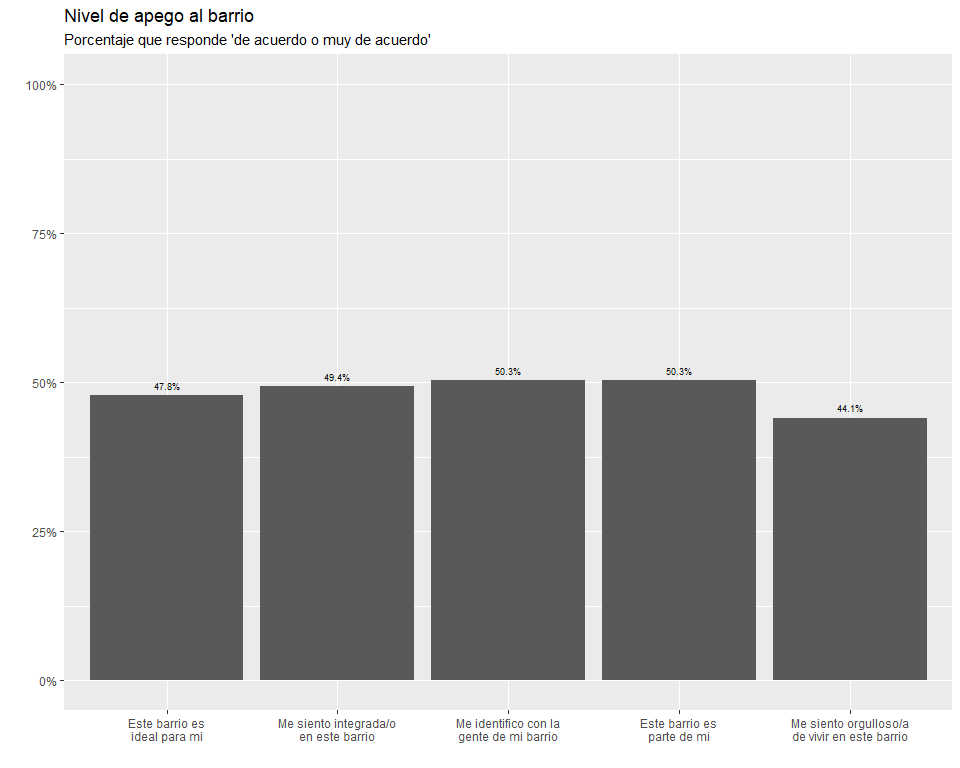 Nivel de apego al barrio
Porcentaje que responde 'de acuerdo o muy de acuerdo'
100%
75%
50%
25%
0%
47.8%
49.4%
50.3%
50.3%
44.1%
Este barrio es
ideal para mi
Me siento integrada/o
en este barrio
Me identifico con la
gente de mi barrio
Este barrio es
parte de mi
Me siento orgulloso/a
de vivir en este barrio